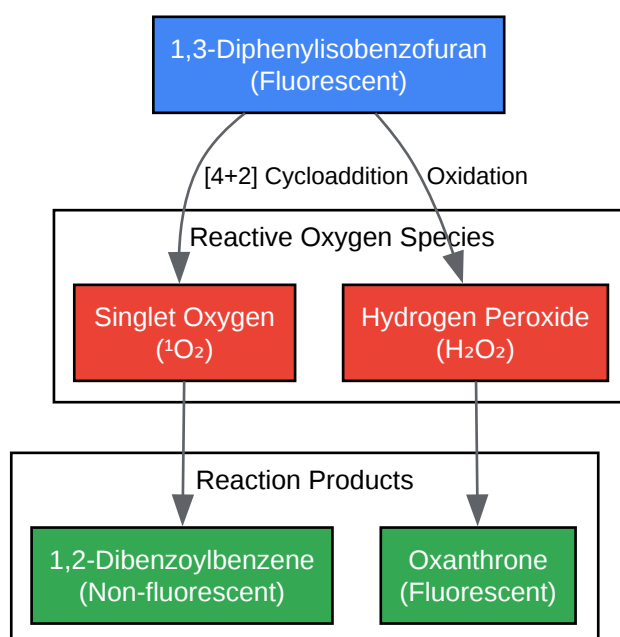 1,3-Diphenylisobenzofuran
(Fluorescent)
[4+2] Cycloaddition
Oxidation
Reactive Oxygen Species
Singlet Oxygen
(¹O₂)
Hydrogen Peroxide
(H₂O₂)
Reaction Products
1,2-Dibenzoylbenzene
(Non-fluorescent)
Oxanthrone
(Fluorescent)